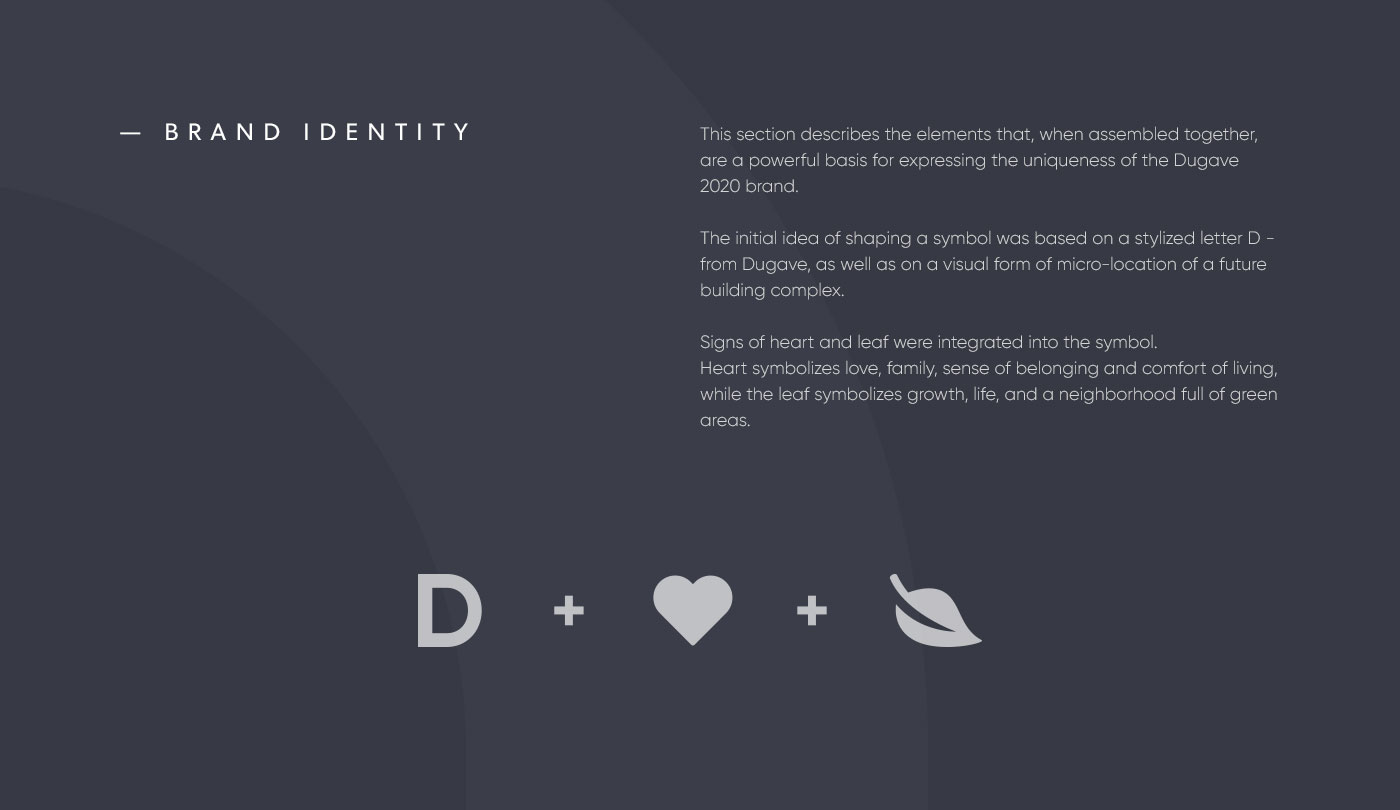 — BRAND IDENTITY
This section describes the elements that, when assembled together,
are a powerful basis for expressing the uniqueness of the Dugave
2020 brand.
The initial idea of shaping a symbol was based on a stylized letter D -
from Dugave, as well as on a visual form of micro-location of a future
building complex.
Signs of heart and leaf were integrated into the symbol.
Heart symbolizes love, family, sense of belonging and comfort of living,
while the leaf symbolizes growth, life, and a neighborhood full of green
areas.
D + +